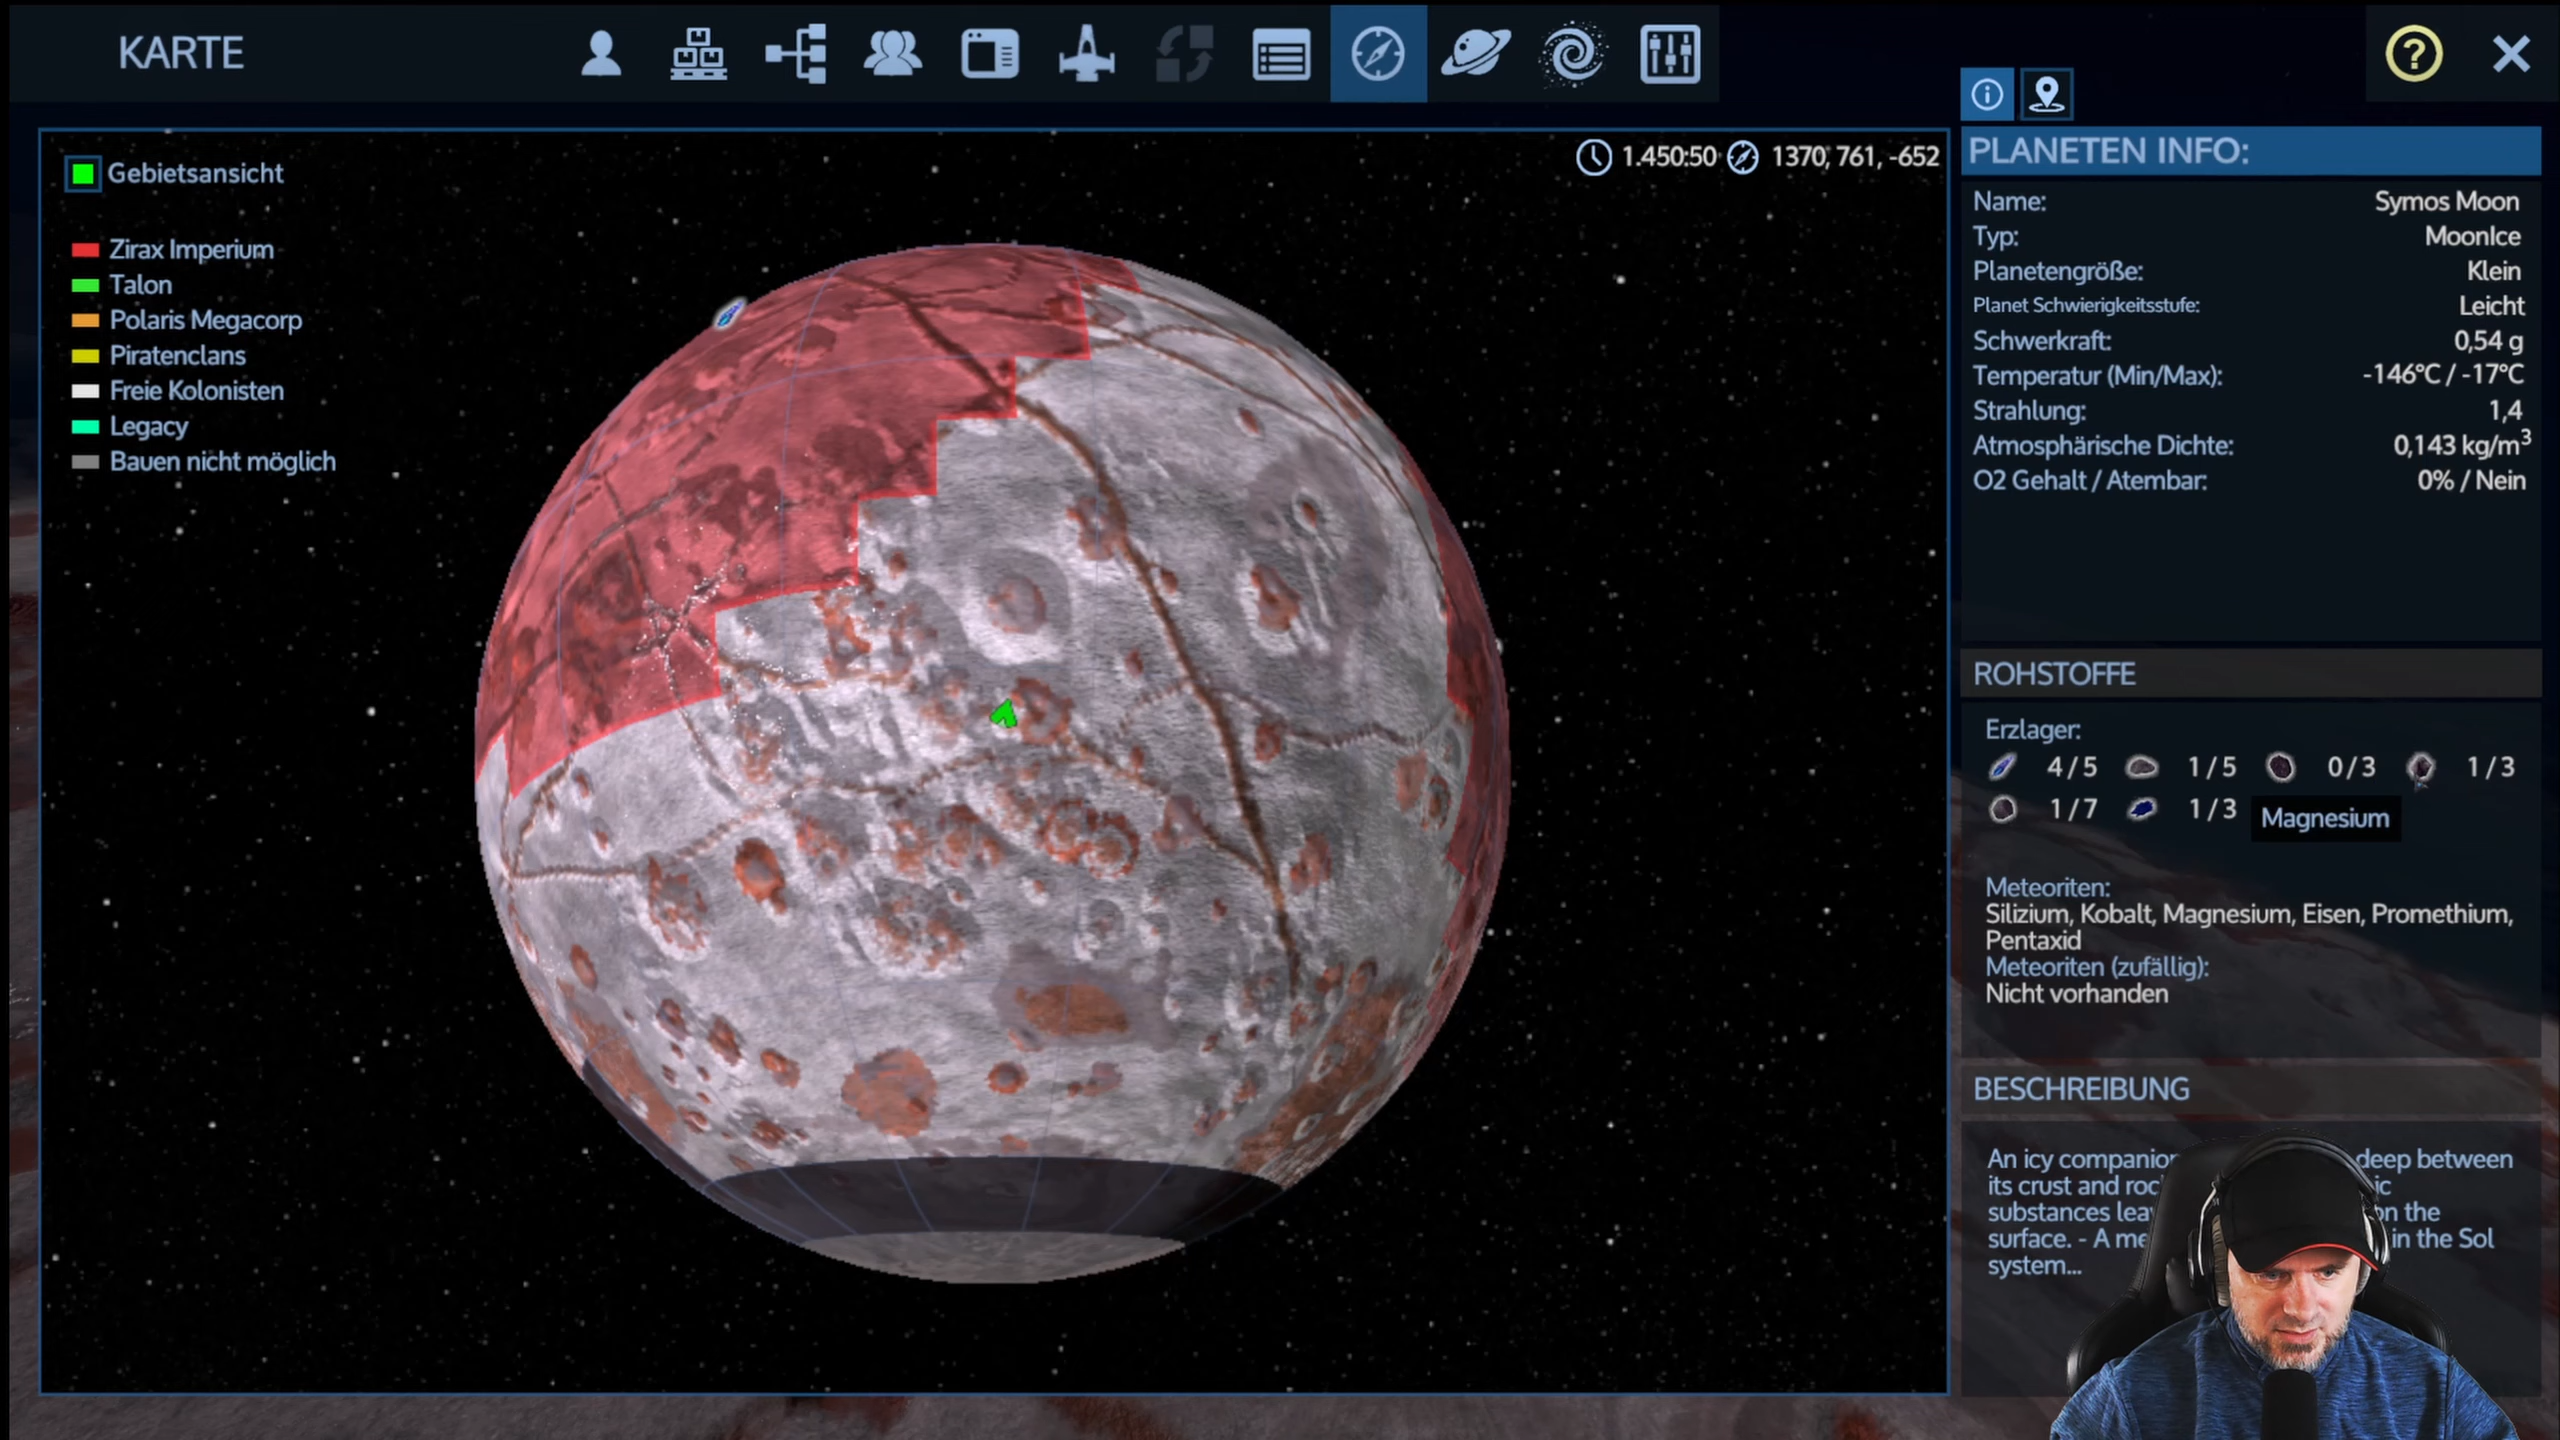 KARTE
?
Gebietsansicht
1.450:50 1370, 761, -652
Zirax Imperium
Talon
Polaris Megacorp
Piratenclans
Freie Kolonisten
Legacy
Bauen nicht möglich
PLANETEN INFO:
Name: Symos Moon
Typ: MoonIce
Planetengröße: Klein
Planet Schwierigkeitsstufe: Leicht
Schwerkraft: 0,54 g
Temperatur (Min/Max): -146°C / -17°C
Strahlung: 1,4
Atmosphärische Dichte: 0,143 kg/m³
O2 Gehalt / Atembar: 0% / Nein
ROHSTOFFE
Erzlager:
4/5 1/5 0/3 1/3
1/7 1/3 Magnesium
Meteoriten:
Silizium, Kobalt, Magnesium, Eisen, Promethium,
Pentaxid
Meteoriten (zufällig):
Nicht vorhanden
BESCHREIBUNG
An icy companion deep between
its crust and
substances on the
surface. - A in the Sol
system...